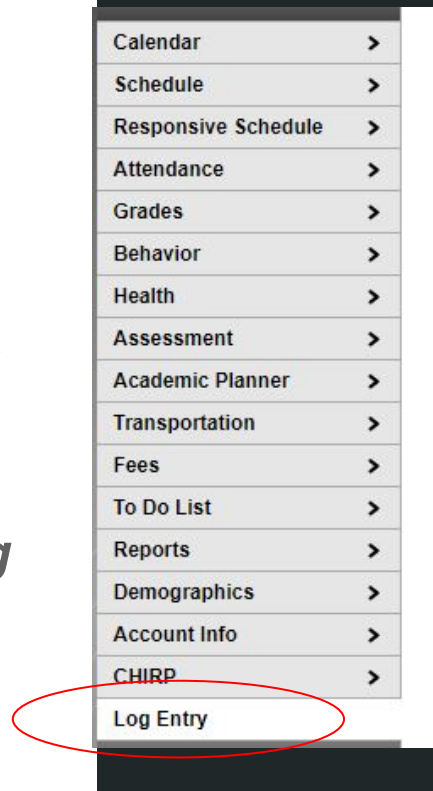 Calendar >
Schedule >
Responsive Schedule >
Attendance >
Grades >
Behavior >
Health >
Assessment >
Academic Planner >
Transportation >
Fees >
To Do List >
g
Reports >
Demographics >
Account Info >
CHIRP >
Log Entry